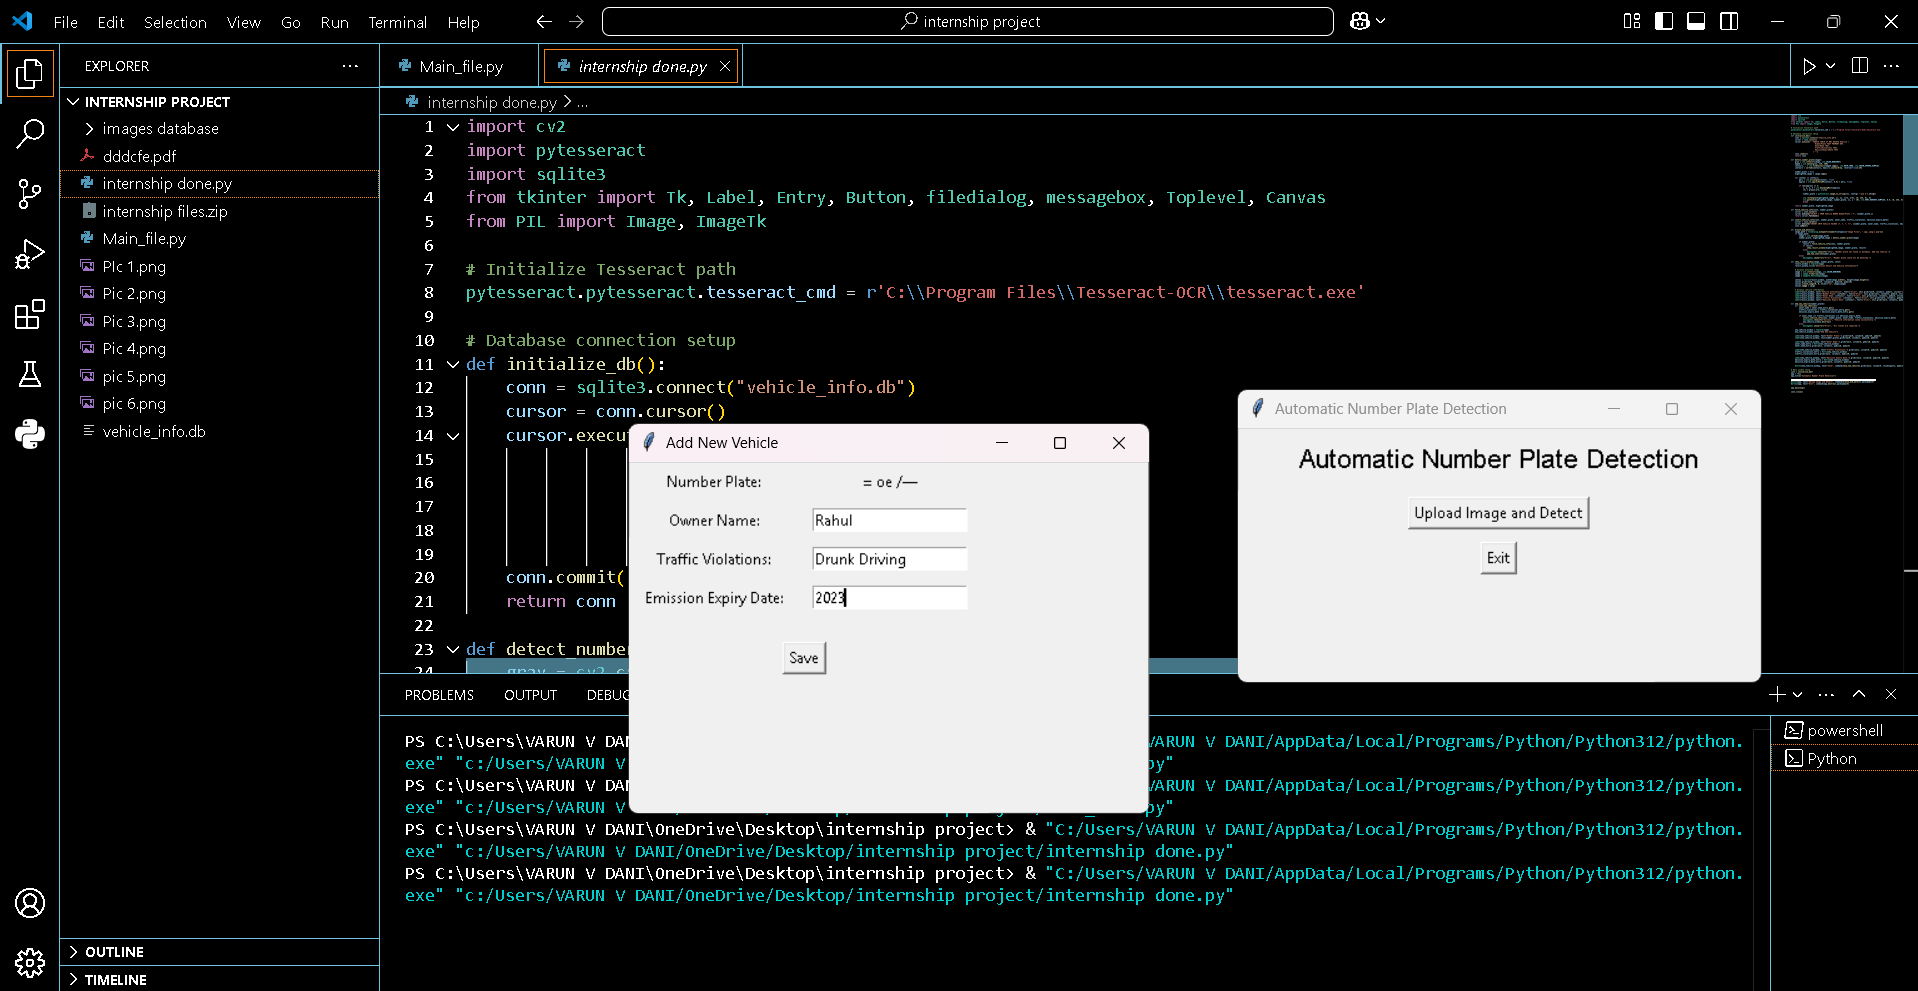 File Edit Selection View Go Run Terminal Help
internship project
EXPLORER
INTERNSHIP PROJECT
images database
dddcfe.pdf
internship done.py
internship files.zip
Main_file.py
PIc 1.png
Pic 2.png
Pic 3.png
Pic 4.png
pic 5.png
pic 6.png
vehicle_info.db
OUTLINE
TIMELINE
Main_file.py
internship done.py
internship done.py > ...
1 import cv2
2 import pytesseract
3 import sqlite3
4 from tkinter import Tk, Label, Entry, Button, filedialog, messagebox, Toplevel, Canvas
5 from PIL import Image, ImageTk
6
7 # Initialize Tesseract path
8 pytesseract.pytesseract.tesseract_cmd = r'C:\\Program Files\\Tesseract-OCR\\tesseract.exe'
9
10 # Database connection setup
11 def initialize_db():
12 conn = sqlite3.connect("vehicle_info.db")
13 cursor = conn.cursor()
14 cursor.execut
15
16
17
18
19
20 conn.commit(
21 return conn
22
23 def detect_number
24 gray = cv2.c
Add New Vehicle
Number Plate: = oe /—
Owner Name: Rahul
Traffic Violations: Drunk Driving
Emission Expiry Date: 2023
Save
Automatic Number Plate Detection
Automatic Number Plate Detection
Upload Image and Detect
Exit
PROBLEMS OUTPUT DEBUG
PS C:\Users\VARUN V DAN VARUN V DANI/AppData/Local/Programs/Python/Python312/python.
exe" "c:/Users/VARUN V py"
PS C:\Users\VARUN V DAN VARUN V DANI/AppData/Local/Programs/Python/Python312/python.
exe" "c:/Users/VARUN V py"
PS C:\Users\VARUN V DANI\OneDrive\Desktop\internship project> & "C:/Users/VARUN V DANI/AppData/Local/Programs/Python/Python312/python.
exe" "c:/Users/VARUN V DANI/OneDrive/Desktop/internship project/internship done.py"
PS C:\Users\VARUN V DANI\OneDrive\Desktop\internship project> & "C:/Users/VARUN V DANI/AppData/Local/Programs/Python/Python312/python.
exe" "c:/Users/VARUN V DANI/OneDrive/Desktop/internship project/internship done.py"
powershell
Python